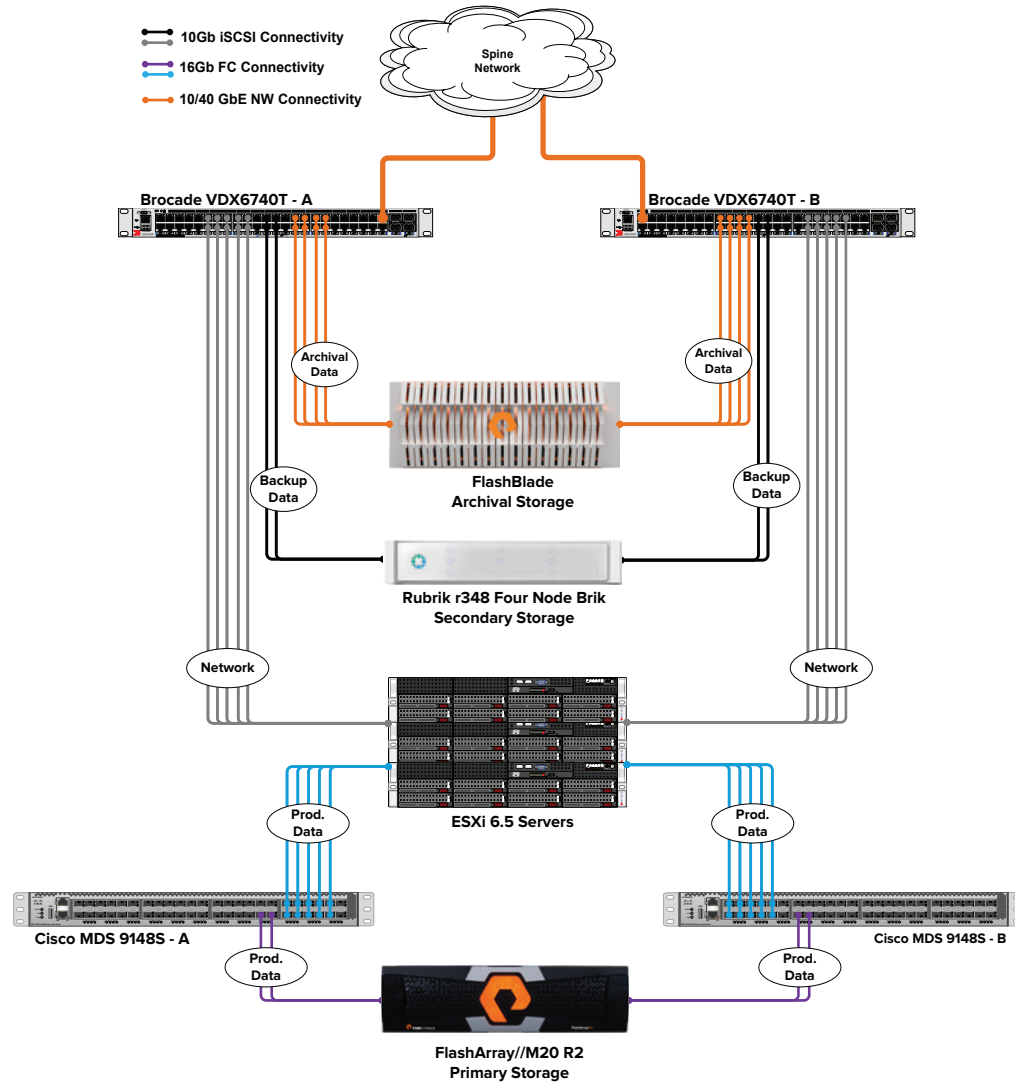 10Gb iSCSI Connectivity
16Gb FC Connectivity
10/40 GbE NW Connectivity
Spine
Network
Brocade VDX6740T - A
Brocade VDX6740T - B
Archival
Data
Archival
Data
FlashBlade
Archival Storage
Backup
Data
Backup
Data
Rubrik r348 Four Node Brik
Secondary Storage
Network
Network
ESXi 6.5 Servers
Prod.
Data
Prod.
Data
Cisco MDS 9148S - A
Cisco MDS 9148S - B
Prod.
Data
Prod.
Data
FlashArray//M20 R2
Primary Storage